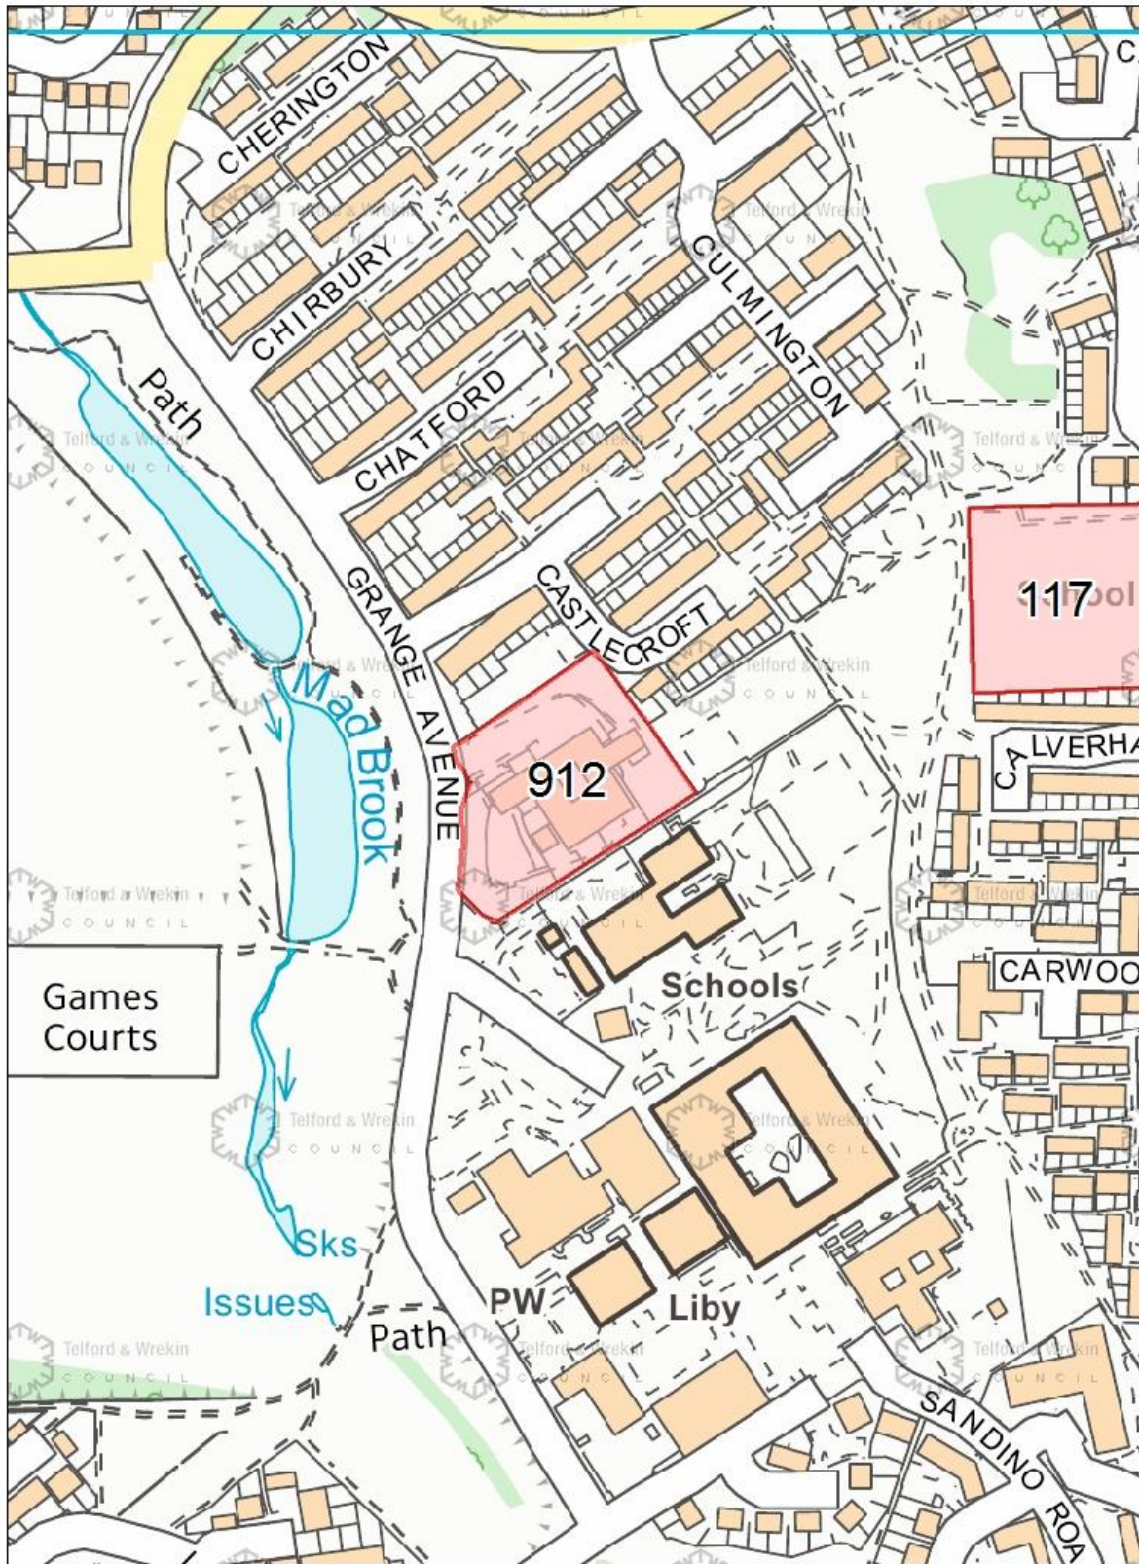 CHERINGTON
CHIRBURY
CULMINGTON
Path
CHATFORD
GRANGE AVENUE
CASTLECROFT
117
School
Mad Brook
912
CALVERHA
Games
Courts
Schools
CARWOO
Sks
Issues
PW
Liby
Path
SANDINO ROA
Telford & Wrekin
COUNCIL